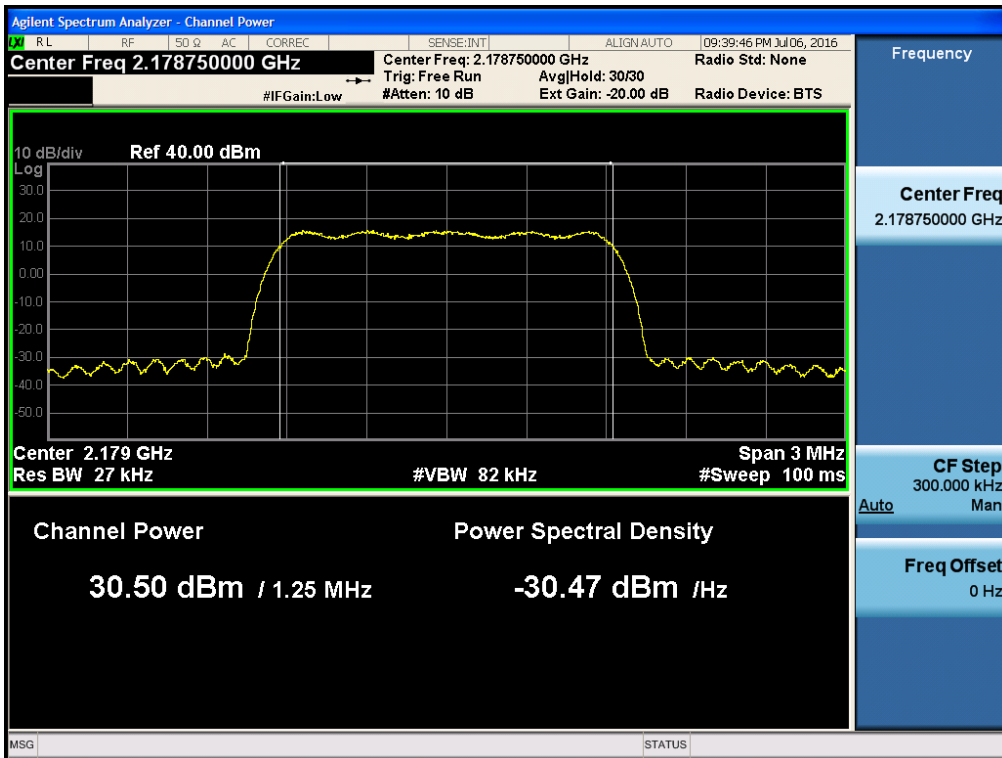 Agilent Spectrum Analyzer - Channel Power
LXI RL RF 50 Ω AC CORREC SENSE:INT ALIGN AUTO 09:39:46 PM Jul 06, 2016
Center Freq 2.178750000 GHz
Center Freq: 2.178750000 GHz Radio Std: None
Trig: Free Run Avg|Hold: 30/30
#IFGain:Low #Atten: 10 dB Ext Gain: -20.00 dB Radio Device: BTS
10 dB/div Ref 40.00 dBm
Log
30.0
20.0
10.0
0.00
-10.0
-20.0
-30.0
-40.0
-50.0
Center 2.179 GHz Span 3 MHz
Res BW 27 kHz #VBW 82 kHz #Sweep 100 ms
Channel Power Power Spectral Density
30.50 dBm / 1.25 MHz -30.47 dBm /Hz
MSG STATUS
Frequency
Center Freq
2.178750000 GHz
CF Step
300.000 kHz
Auto Man
Freq Offset
0 Hz